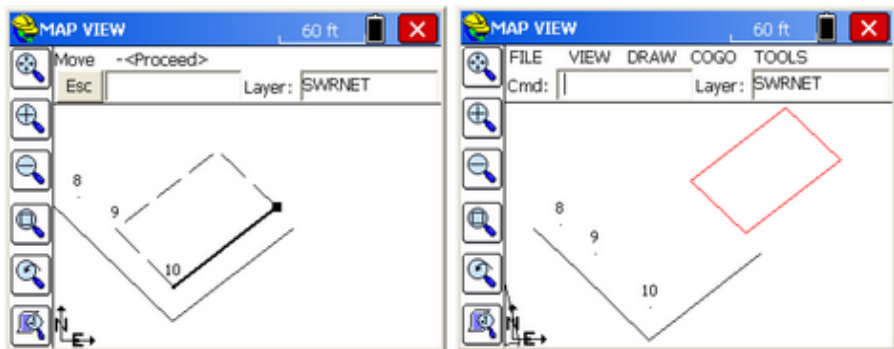 MAP VIEW 60 ft
Move -<Proceed>
Esc Layer: SWRNET
8
9
10
N
E
MAP VIEW 60 ft
FILE VIEW DRAW COGO TOOLS
Cmd: Layer: SWRNET
8
9
10
N
E